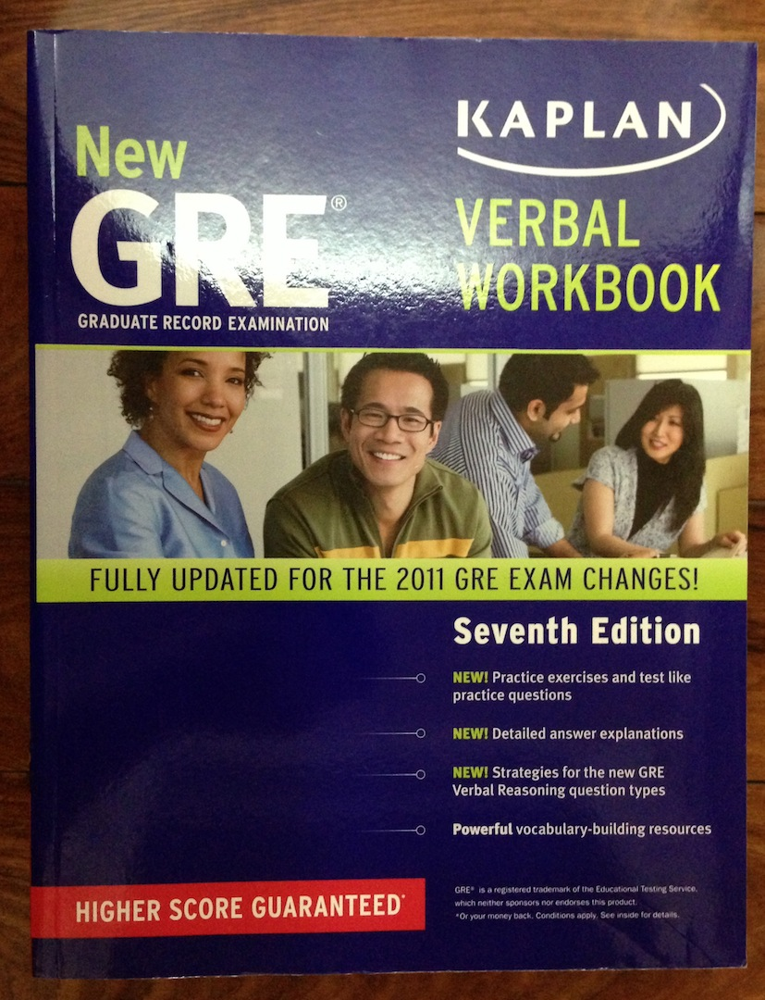 New
GRE®
GRADUATE RECORD EXAMINATION
KAPLAN
VERBAL
WORKBOOK
FULLY UPDATED FOR THE 2011 GRE EXAM CHANGES!
Seventh Edition
NEW! Practice exercises and test like
practice questions
NEW! Detailed answer explanations
NEW! Strategies for the new GRE
Verbal Reasoning question types
Powerful vocabulary-building resources
HIGHER SCORE GUARANTEED*
GRE® is a registered trademark of the Educational Testing Service,
which neither sponsors nor endorses this product.
*Or your money back. Conditions apply. See inside for details.